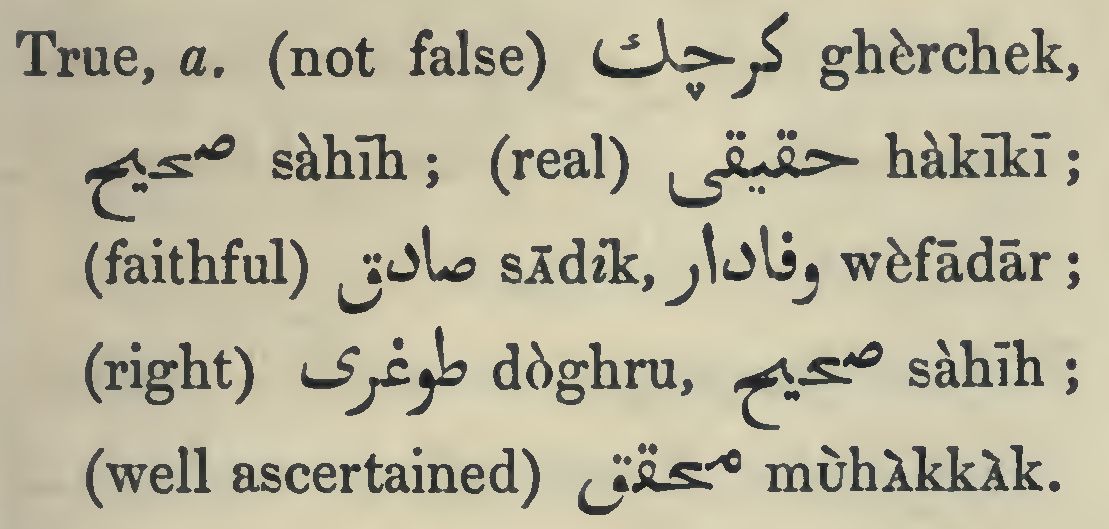 True, a. (not false) كرچك ghèrchek,
صحيح sàhīh ; (real) حقيقى hàkīkī ;
(faithful) صادق sĀdik, وفادار wèfādār ;
(right) طوغرى dòghru, صحيح sàhīh ;
(well ascertained) محقق mùhÀkkÀk.